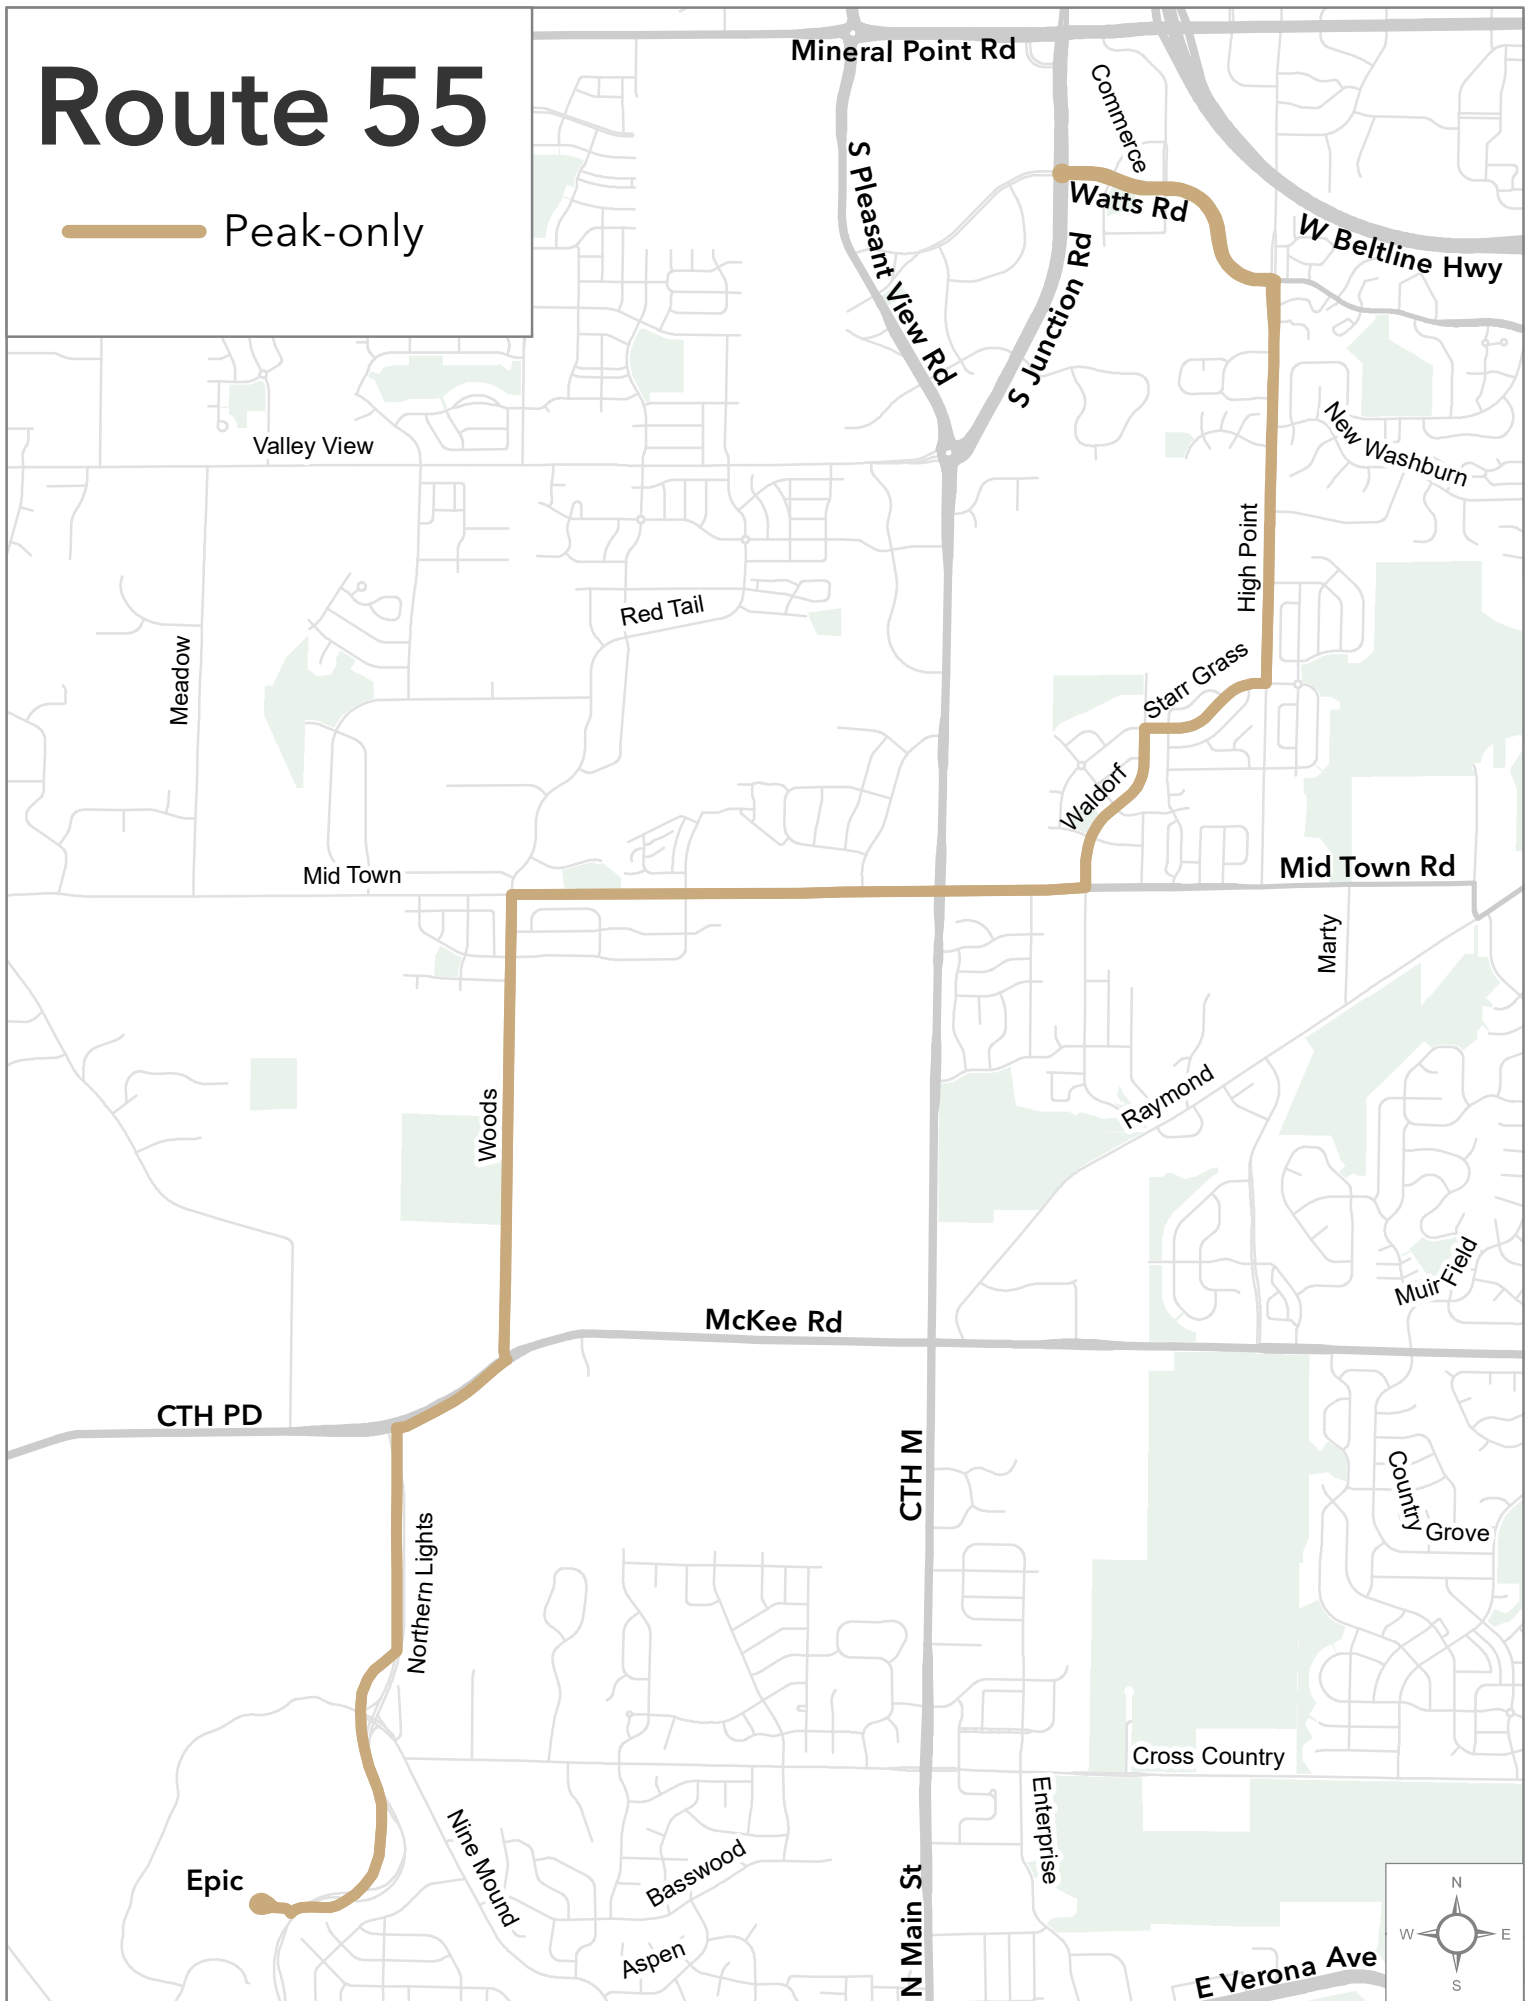 Route 55
Peak-only
Mineral Point Rd
Commerce
S Pleasant View Rd
Watts Rd
W Beltline Hwy
S Junction Rd
Valley View
New Washburn
High Point
Red Tail
Meadow
Starr Grass
Waldorf
Mid Town
Mid Town Rd
Marty
Woods
Raymond
Muir Field
McKee Rd
CTH PD
CTH M
Country Grove
Northern Lights
Cross Country
Enterprise
Nine Mound
Basswood
Epic
N Main St
Aspen
E Verona Ave
N
W E
S